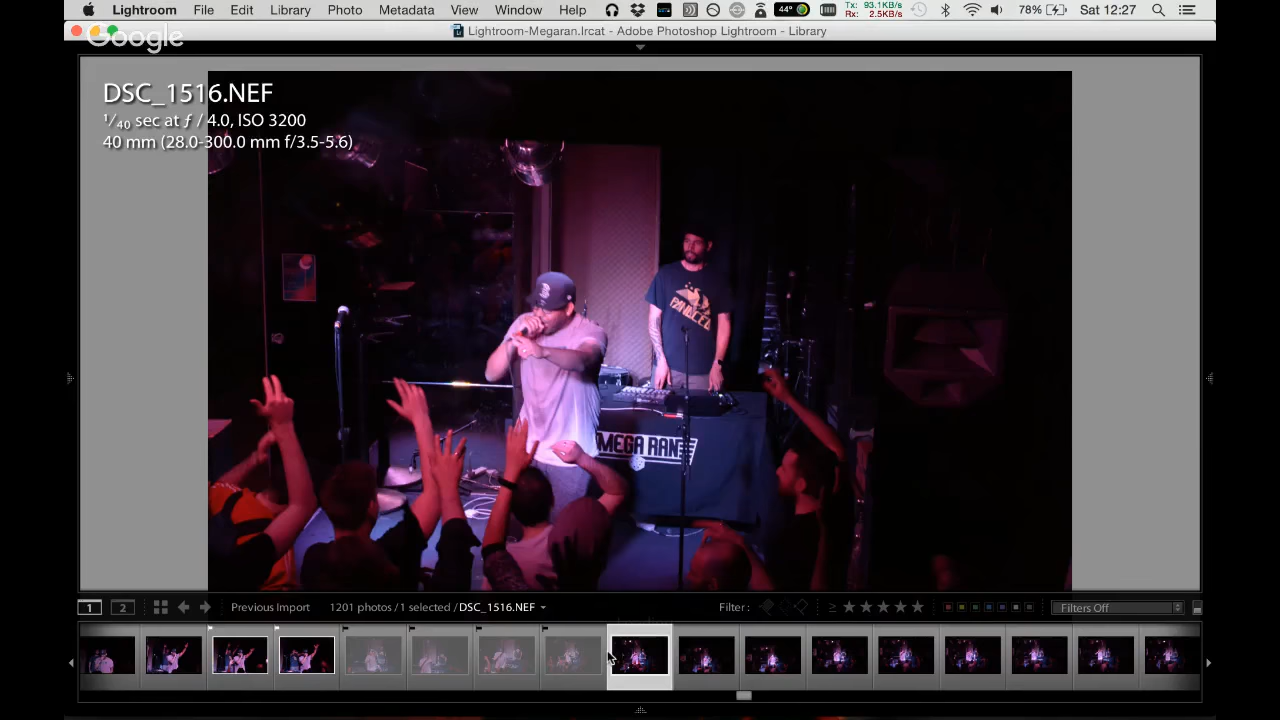 Lightroom File Edit Library Photo Metadata View Window Help 44° Tx: 93.1KB/s Rx: 2.5KB/s 78% Sat 12:27
Google
Lightroom-Megaran.lrcat - Adobe Photoshop Lightroom - Library
DSC_1516.NEF
1/40 sec at ƒ / 4.0, ISO 3200
40 mm (28.0-300.0 mm f/3.5-5.6)
MEGA RAN
1 2 Previous Import 1201 photos / 1 selected / DSC_1516.NEF Filter : Filters Off